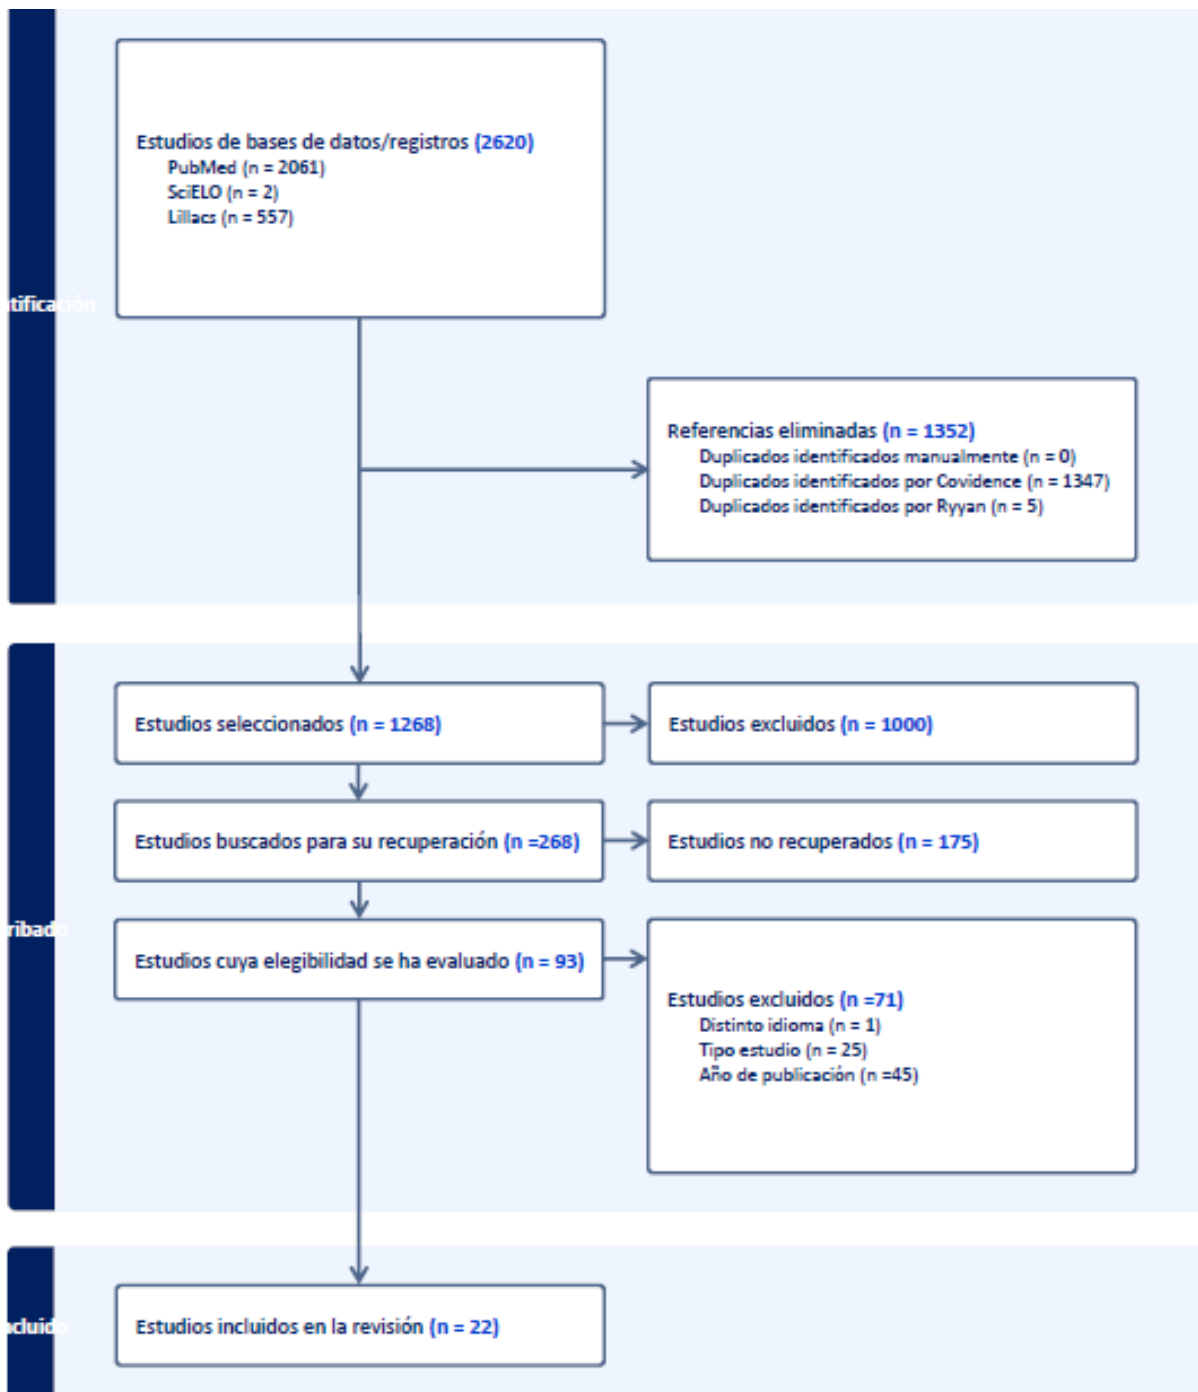 Estudios de bases de datos/registros (2620)
PubMed (n = 2061)
SciELO (n = 2)
Lillacs (n = 557)
tificación
Referencias eliminadas (n = 1352)
Duplicados identificados manualmente (n = 0)
Duplicados identificados por Covidence (n = 1347)
Duplicados identificados por Ryyan (n = 5)
Estudios seleccionados (n = 1268)
Estudios excluidos (n = 1000)
Estudios buscados para su recuperación (n =268)
Estudios no recuperados (n = 175)
ribado
Estudios cuya elegibilidad se ha evaluado (n = 93)
Estudios excluidos (n =71)
Distinto idioma (n = 1)
Tipo estudio (n = 25)
Año de publicación (n =45)
cluido
Estudios incluidos en la revisión (n = 22)